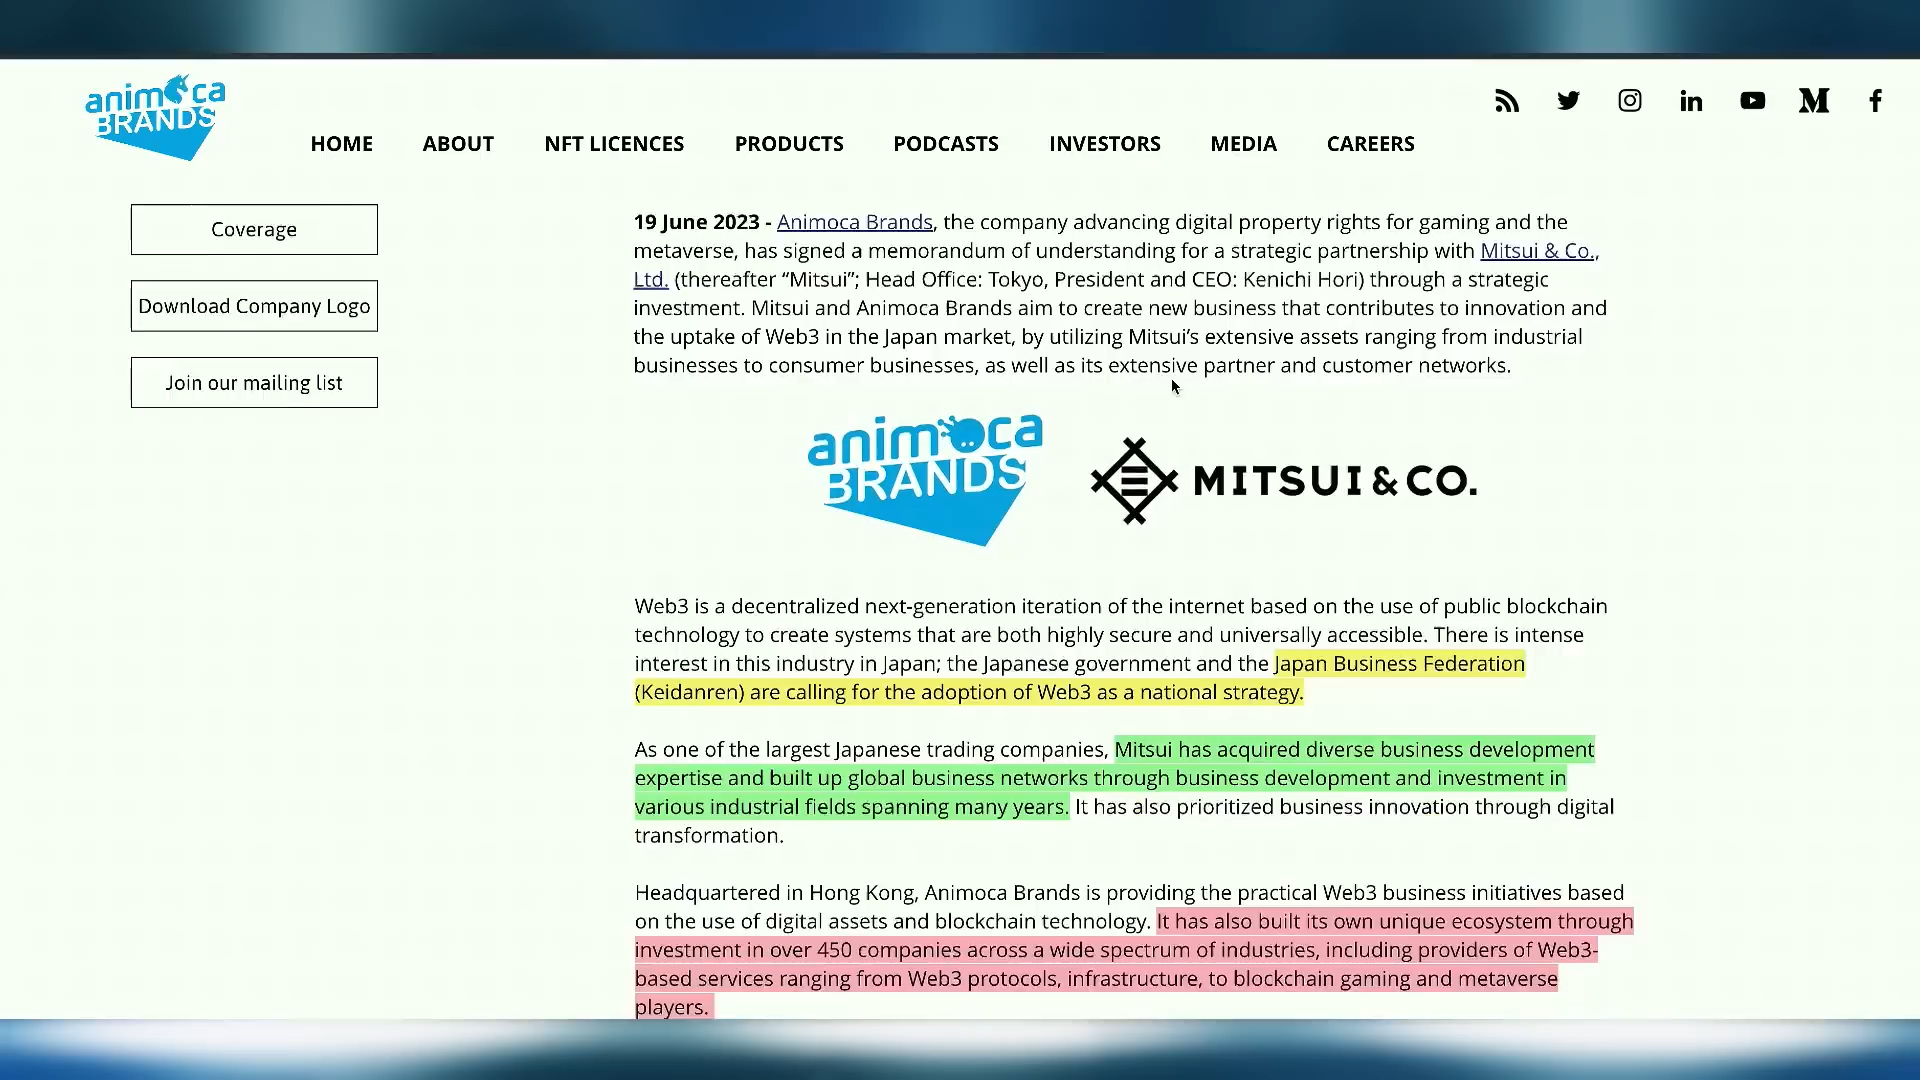 animoca
BRANDS
HOME ABOUT NFT LICENCES PRODUCTS PODCASTS INVESTORS MEDIA CAREERS
Coverage
Download Company Logo
Join our mailing list
19 June 2023 - Animoca Brands, the company advancing digital property rights for gaming and the
metaverse, has signed a memorandum of understanding for a strategic partnership with Mitsui & Co.,
Ltd. (thereafter “Mitsui”; Head Office: Tokyo, President and CEO: Kenichi Hori) through a strategic
investment. Mitsui and Animoca Brands aim to create new business that contributes to innovation and
the uptake of Web3 in the Japan market, by utilizing Mitsui’s extensive assets ranging from industrial
businesses to consumer businesses, as well as its extensive partner and customer networks.
animoca
BRANDS
MITSUI & CO.
Web3 is a decentralized next-generation iteration of the internet based on the use of public blockchain
technology to create systems that are both highly secure and universally accessible. There is intense
interest in this industry in Japan; the Japanese government and the Japan Business Federation
(Keidanren) are calling for the adoption of Web3 as a national strategy.
As one of the largest Japanese trading companies, Mitsui has acquired diverse business development
expertise and built up global business networks through business development and investment in
various industrial fields spanning many years. It has also prioritized business innovation through digital
transformation.
Headquartered in Hong Kong, Animoca Brands is providing the practical Web3 business initiatives based
on the use of digital assets and blockchain technology. It has also built its own unique ecosystem through
investment in over 450 companies across a wide spectrum of industries, including providers of Web3-
based services ranging from Web3 protocols, infrastructure, to blockchain gaming and metaverse
players.